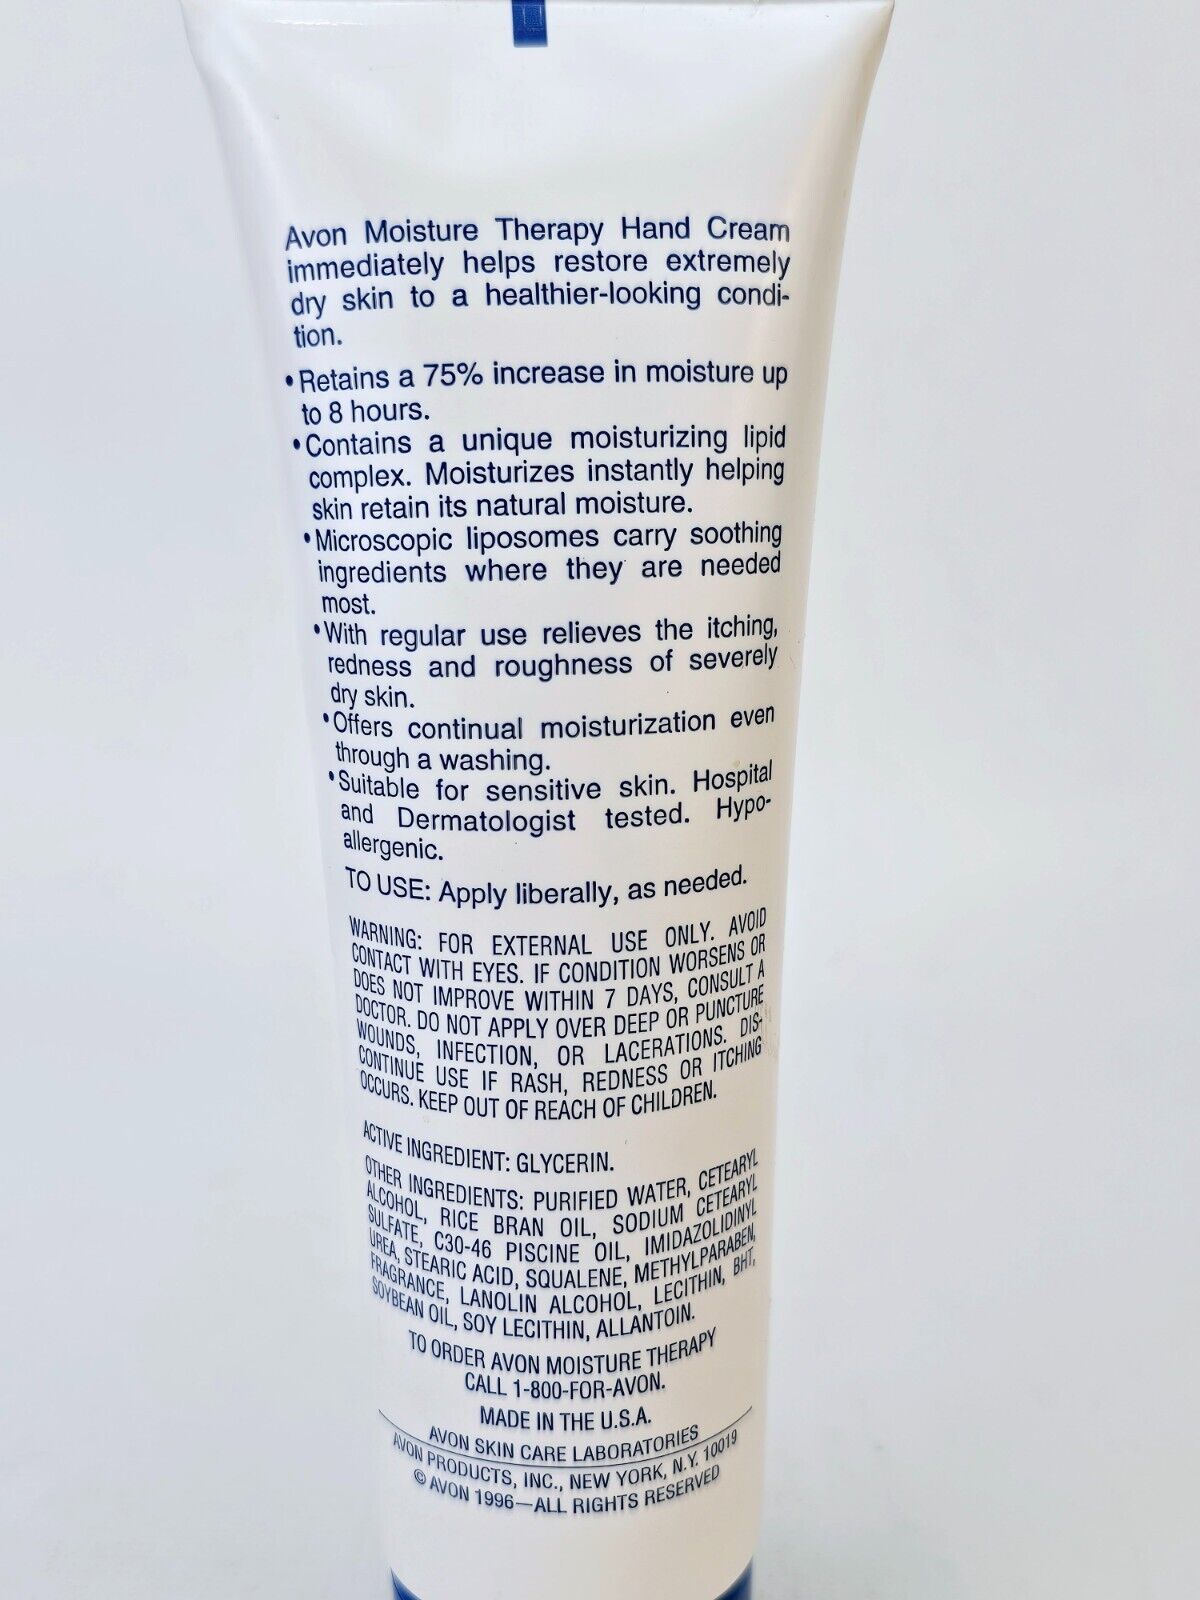 Avon Moisture Therapy Hand Cream
immediately helps restore extremely
dry skin to a healthier-looking condi-
tion.
•Retains a 75% increase in moisture up
to 8 hours.
•Contains a unique moisturizing lipid
complex. Moisturizes instantly helping
skin retain its natural moisture.
•Microscopic liposomes carry soothing
ingredients where they are needed
most.
•With regular use relieves the itching,
redness and roughness of severely
dry skin.
•Offers continual moisturization even
through a washing.
•Suitable for sensitive skin. Hospital
and Dermatologist tested. Hypo-
allergenic.
TO USE: Apply liberally, as needed.
WARNING: FOR EXTERNAL USE ONLY. AVOID
CONTACT WITH EYES. IF CONDITION WORSENS OR
DOES NOT IMPROVE WITHIN 7 DAYS, CONSULT A
DOCTOR. DO NOT APPLY OVER DEEP OR PUNCTURE
WOUNDS, INFECTION, OR LACERATIONS. DIS-
CONTINUE USE IF RASH, REDNESS OR ITCHING
OCCURS. KEEP OUT OF REACH OF CHILDREN.
ACTIVE INGREDIENT: GLYCERIN.
OTHER INGREDIENTS: PURIFIED WATER, CETEARYL
ALCOHOL, RICE BRAN OIL, SODIUM CETEARYL
SULFATE, C30-46 PISCINE OIL, IMIDAZOLIDINYL
UREA, STEARIC ACID, SQUALENE, METHYLPARABEN,
FRAGRANCE, LANOLIN ALCOHOL, LECITHIN, BHT,
SOYBEAN OIL, SOY LECITHIN, ALLANTOIN.
TO ORDER AVON MOISTURE THERAPY
CALL 1-800-FOR-AVON.
MADE IN THE U.S.A.
AVON SKIN CARE LABORATORIES
AVON PRODUCTS, INC., NEW YORK, N.Y. 10019
© AVON 1996—ALL RIGHTS RESERVED